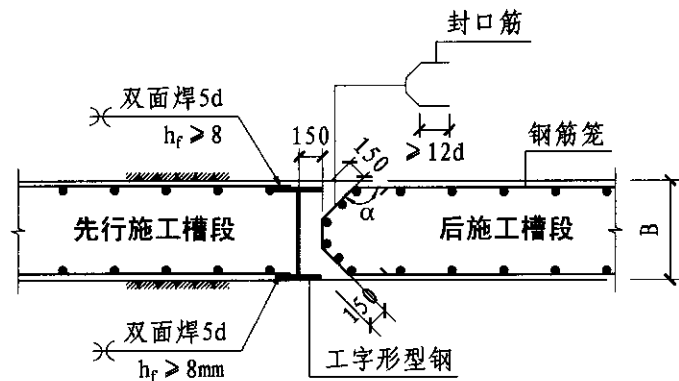 封口筋
双面焊5d
hf ≥ 8
150
150
≥12d
钢筋笼
α
先行施工槽段
后施工槽段
B
150
双面焊5d
hf ≥ 8mm
工字形型钢